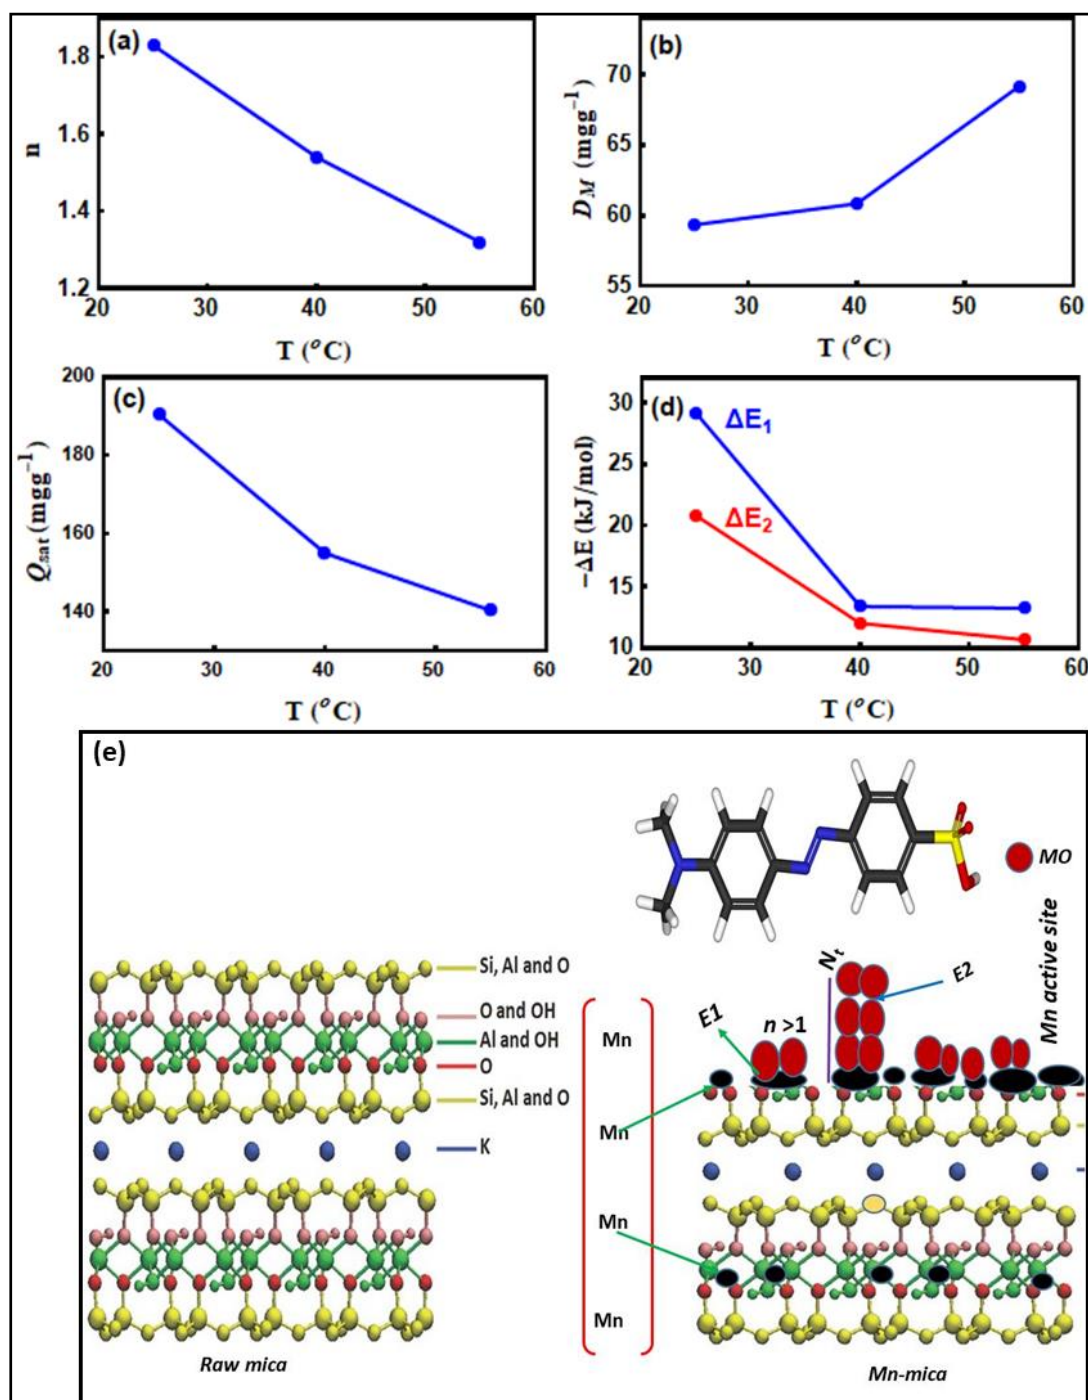 (a)
1.8
1.6
1.4
1.2
n
20 30 40 50 60
T (°C)
(b)
70
65
60
55
D_M (mgg⁻¹)
20 30 40 50 60
T (°C)
(c)
200
180
160
140
Q_sat (mgg⁻¹)
20 30 40 50 60
T (°C)
(d)
30
25
20
15
10
−ΔE (kJ/mol)
ΔE₁
ΔE₂
20 30 40 50 60
T (°C)
(e)
MO
Mn active site
Si, Al and O
O and OH
Al and OH
O
Si, Al and O
K
Raw mica
Mn
Mn
Mn
Mn
E1
n >1
N_t
E2
Mn-mica